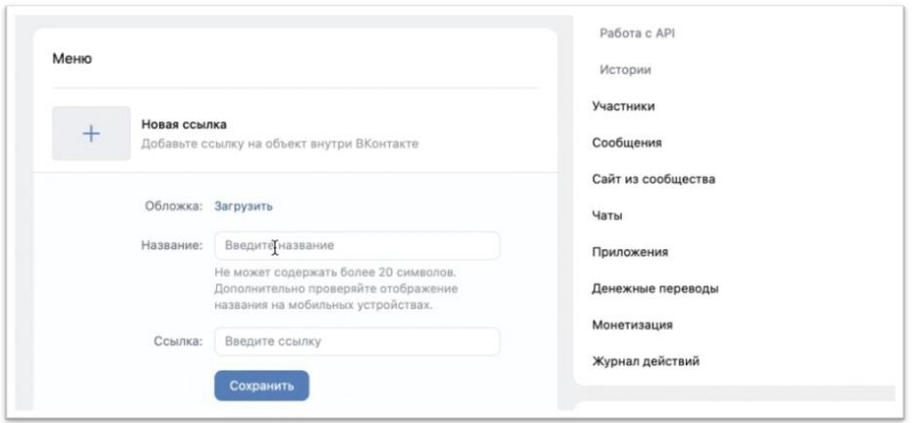 Меню
Новая ссылка
Добавьте ссылку на объект внутри ВКонтакте
Обложка: Загрузить
Название: Введите название
Не может содержать более 20 символов.
Дополнительно проверяйте отображение
названия на мобильных устройствах.
Ссылка: Введите ссылку
Сохранить
Работа с API
Истории
Участники
Сообщения
Сайт из сообщества
Чаты
Приложения
Денежные переводы
Монетизация
Журнал действий